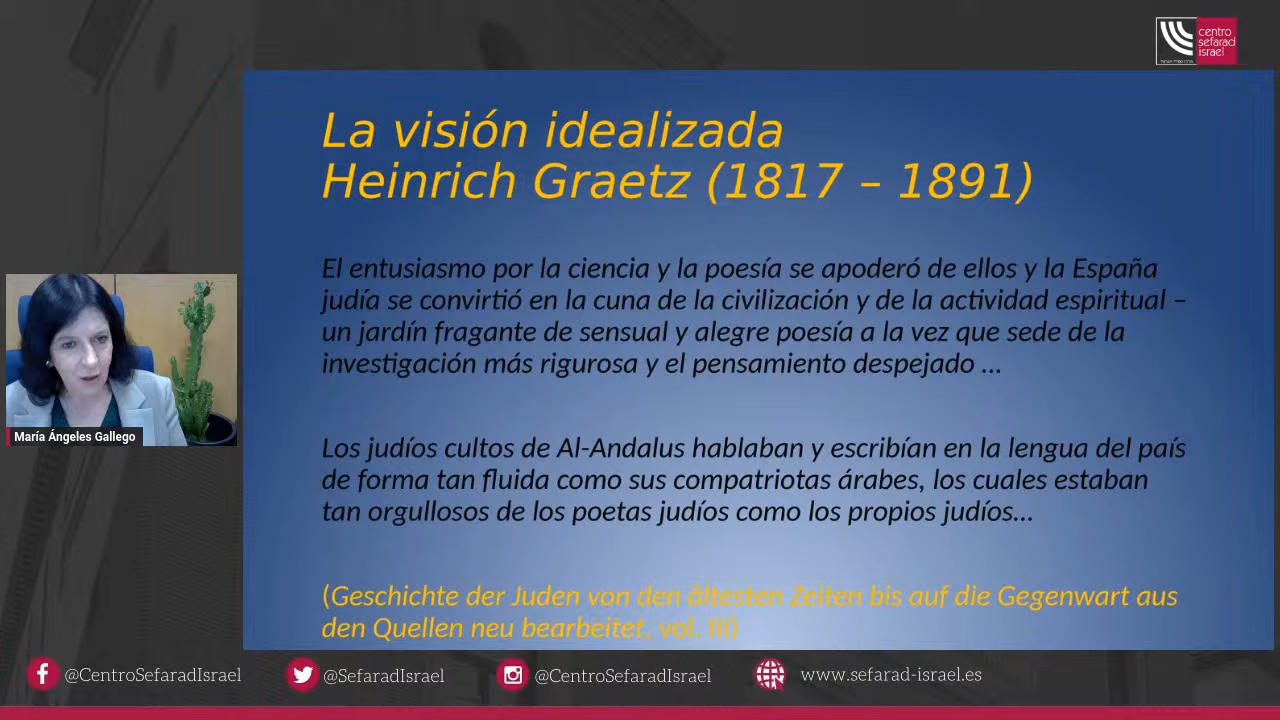 centro
sefarad
israel
La visión idealizada
Heinrich Graetz (1817 – 1891)
El entusiasmo por la ciencia y la poesía se apoderó de ellos y la España
judía se convirtió en la cuna de la civilización y de la actividad espiritual –
un jardín fragante de sensual y alegre poesía a la vez que sede de la
investigación más rigurosa y el pensamiento despejado ...
Los judíos cultos de Al-Andalus hablaban y escribían en la lengua del país
de forma tan fluida como sus compatriotas árabes, los cuales estaban
tan orgullosos de los poetas judíos como los propios judíos...
(Geschichte der Juden von den ältesten Zeiten bis auf die Gegenwart aus
den Quellen neu bearbeitet, vol. III)
María Ángeles Gallego
@CentroSefaradIsrael
@SefaradIsrael
@CentroSefaradIsrael
www.sefarad-israel.es